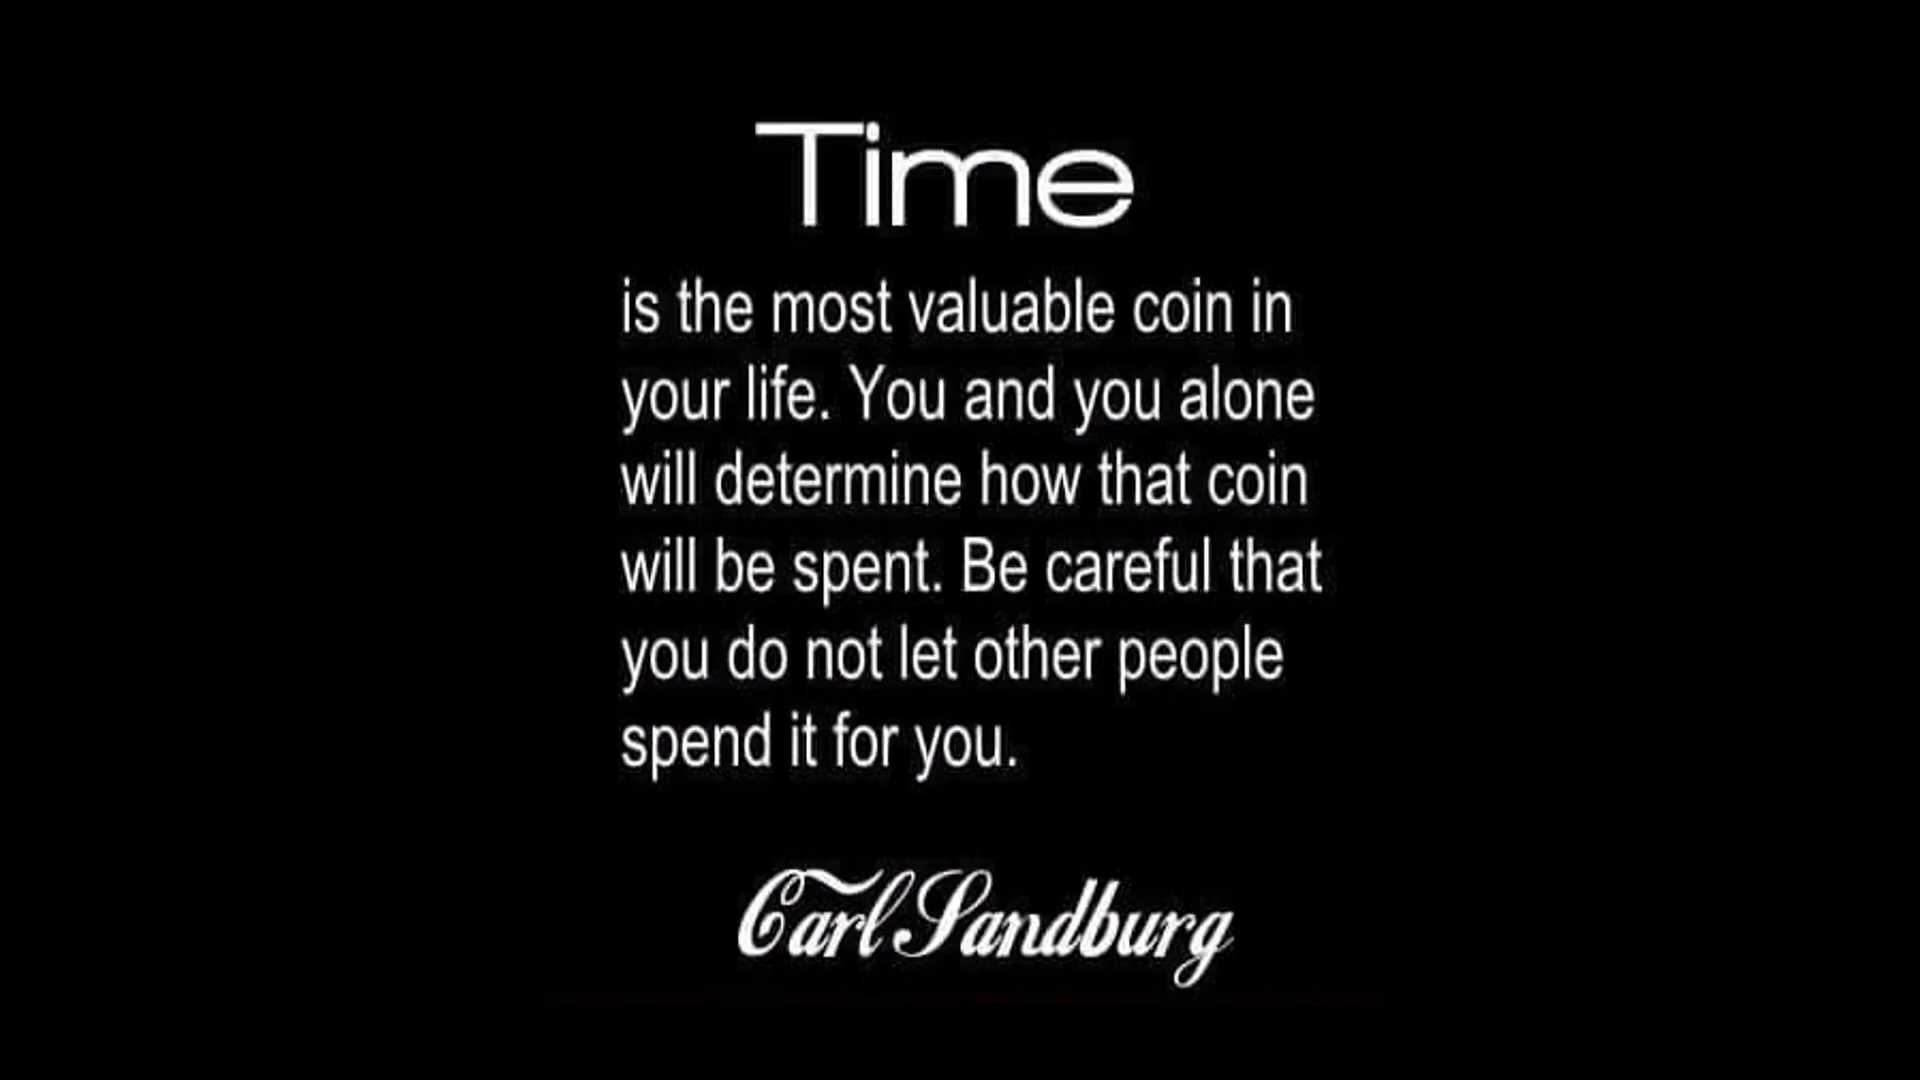 Time
is the most valuable coin in
your life. You and you alone
will determine how that coin
will be spent. Be careful that
you do not let other people
spend it for you.
Carl Sandburg